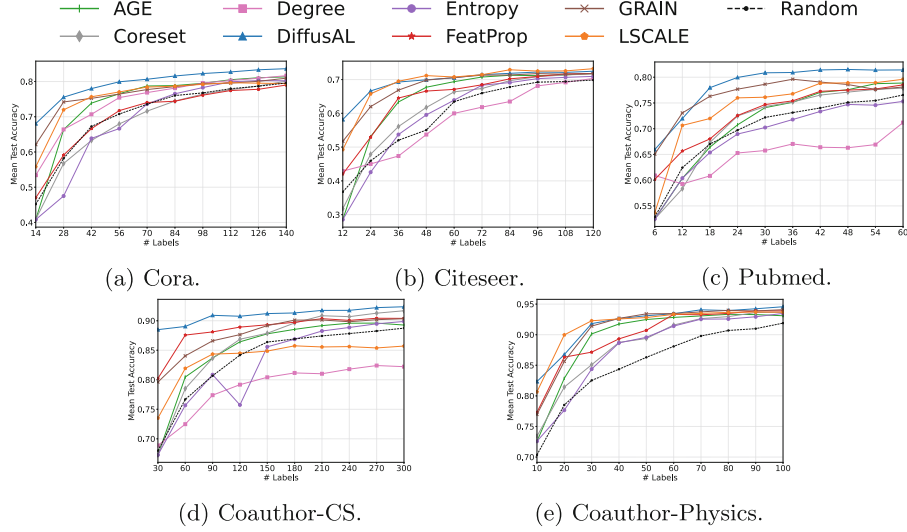 AGE Degree Entropy GRAIN Random
Coreset DiffusAL FeatProp LSCALE
Mean Test Accuracy
0.8
0.7
0.6
0.5
0.4
14 28 42 56 70 84 98 112 126 140
# Labels
(a) Cora.
Mean Test Accuracy
0.7
0.6
0.5
0.4
0.3
12 24 36 48 60 72 84 96 108 120
# Labels
(b) Citeseer.
Mean Test Accuracy
0.80
0.75
0.70
0.65
0.60
0.55
6 12 18 24 30 36 42 48 54 60
# Labels
(c) Pubmed.
Mean Test Accuracy
0.90
0.85
0.80
0.75
0.70
30 60 90 120 150 180 210 240 270 300
# Labels
(d) Coauthor-CS.
Mean Test Accuracy
0.95
0.90
0.85
0.80
0.75
0.70
10 20 30 40 50 60 70 80 90 100
# Labels
(e) Coauthor-Physics.